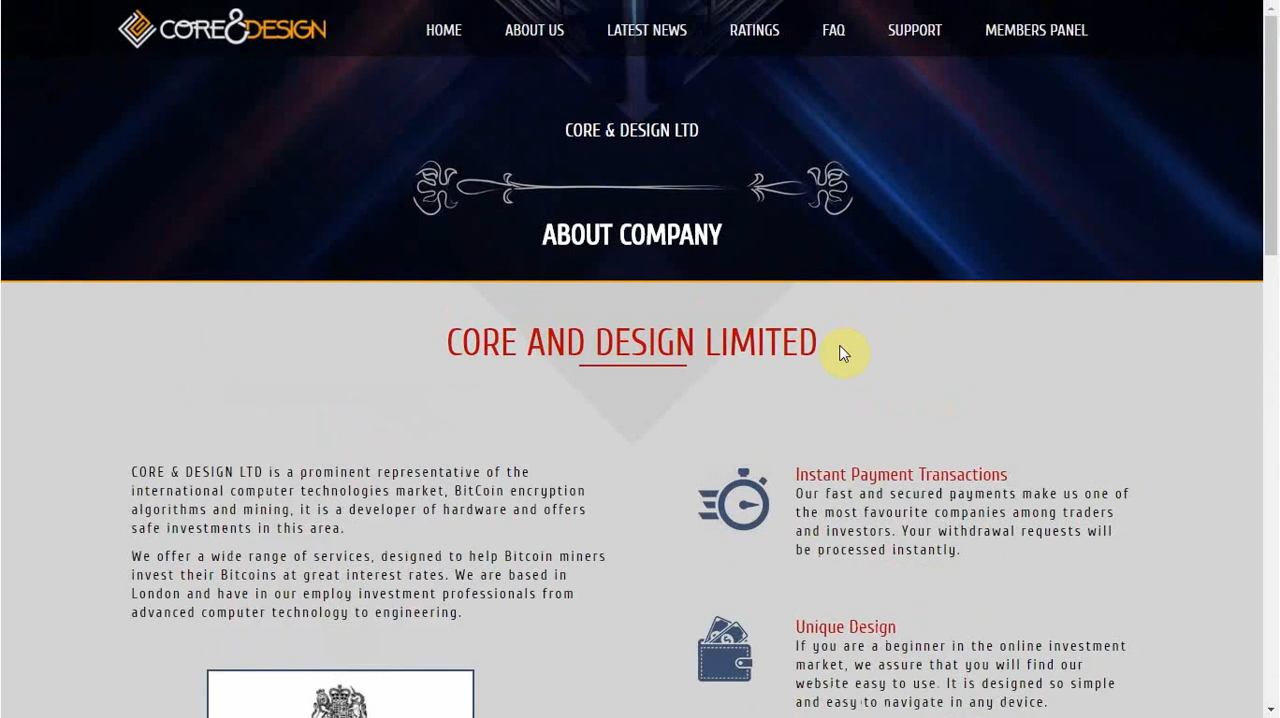 CORE&DESIGN
HOME
ABOUT US
LATEST NEWS
RATINGS
FAQ
SUPPORT
MEMBERS PANEL
CORE & DESIGN LTD
ABOUT COMPANY
CORE AND DESIGN LIMITED
CORE & DESIGN LTD is a prominent representative of the
international computer technologies market, BitCoin encryption
algorithms and mining, it is a developer of hardware and offers
safe investments in this area.
We offer a wide range of services, designed to help Bitcoin miners
invest their Bitcoins at great interest rates. We are based in
London and have in our employ investment professionals from
advanced computer technology to engineering.
Instant Payment Transactions
Our fast and secured payments make us one of
the most favourite companies among traders
and investors. Your withdrawal requests will
be processed instantly.
Unique Design
If you are a beginner in the online investment
market, we assure that you will find our
website easy to use. It is designed so simple
and easy to navigate in any device.